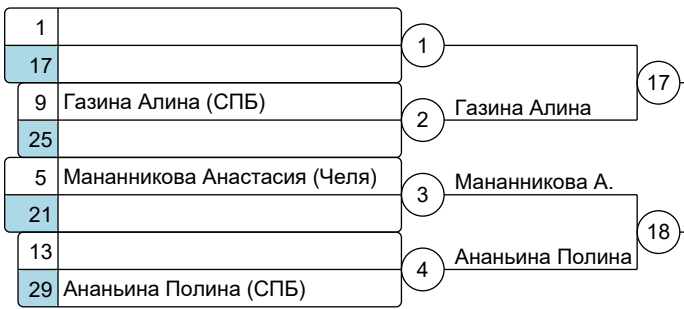 1
17
1
9 Газина Алина (СПБ)
25
2
Газина Алина
17
5 Мананникова Анастасия (Челя)
21
3
Мананникова А.
13
29 Ананьина Полина (СПБ)
4
Ананьина Полина
18